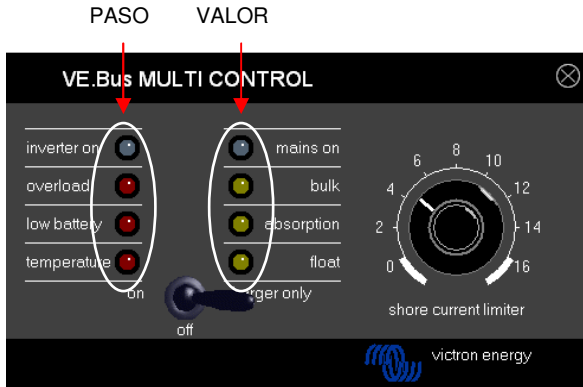 PASO VALOR
VE.Bus MULTI CONTROL
inverter on mains on
overload bulk
low battery absorption
temperature float
on rger only
off
0 2 4 6 8 10 12 14 16
shore current limiter
victron energy